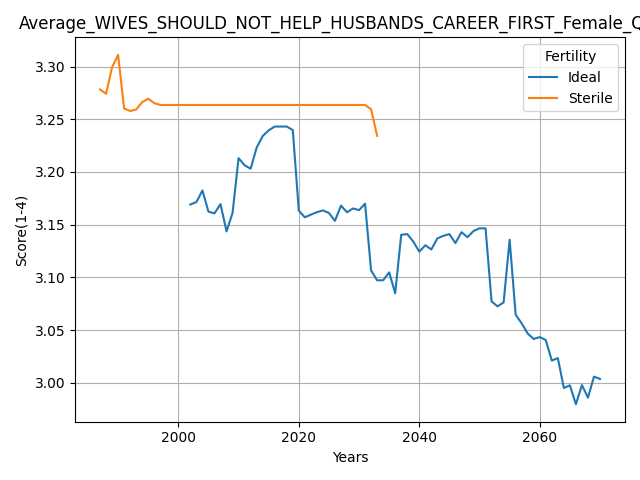 Average_WIVES_SHOULD_NOT_HELP_HUSBANDS_CAREER_FIRST_Female_Q
Fertility
Ideal
Sterile
Score(1-4)
3.30
3.25
3.20
3.15
3.10
3.05
3.00
2000
2020
2040
2060
Years